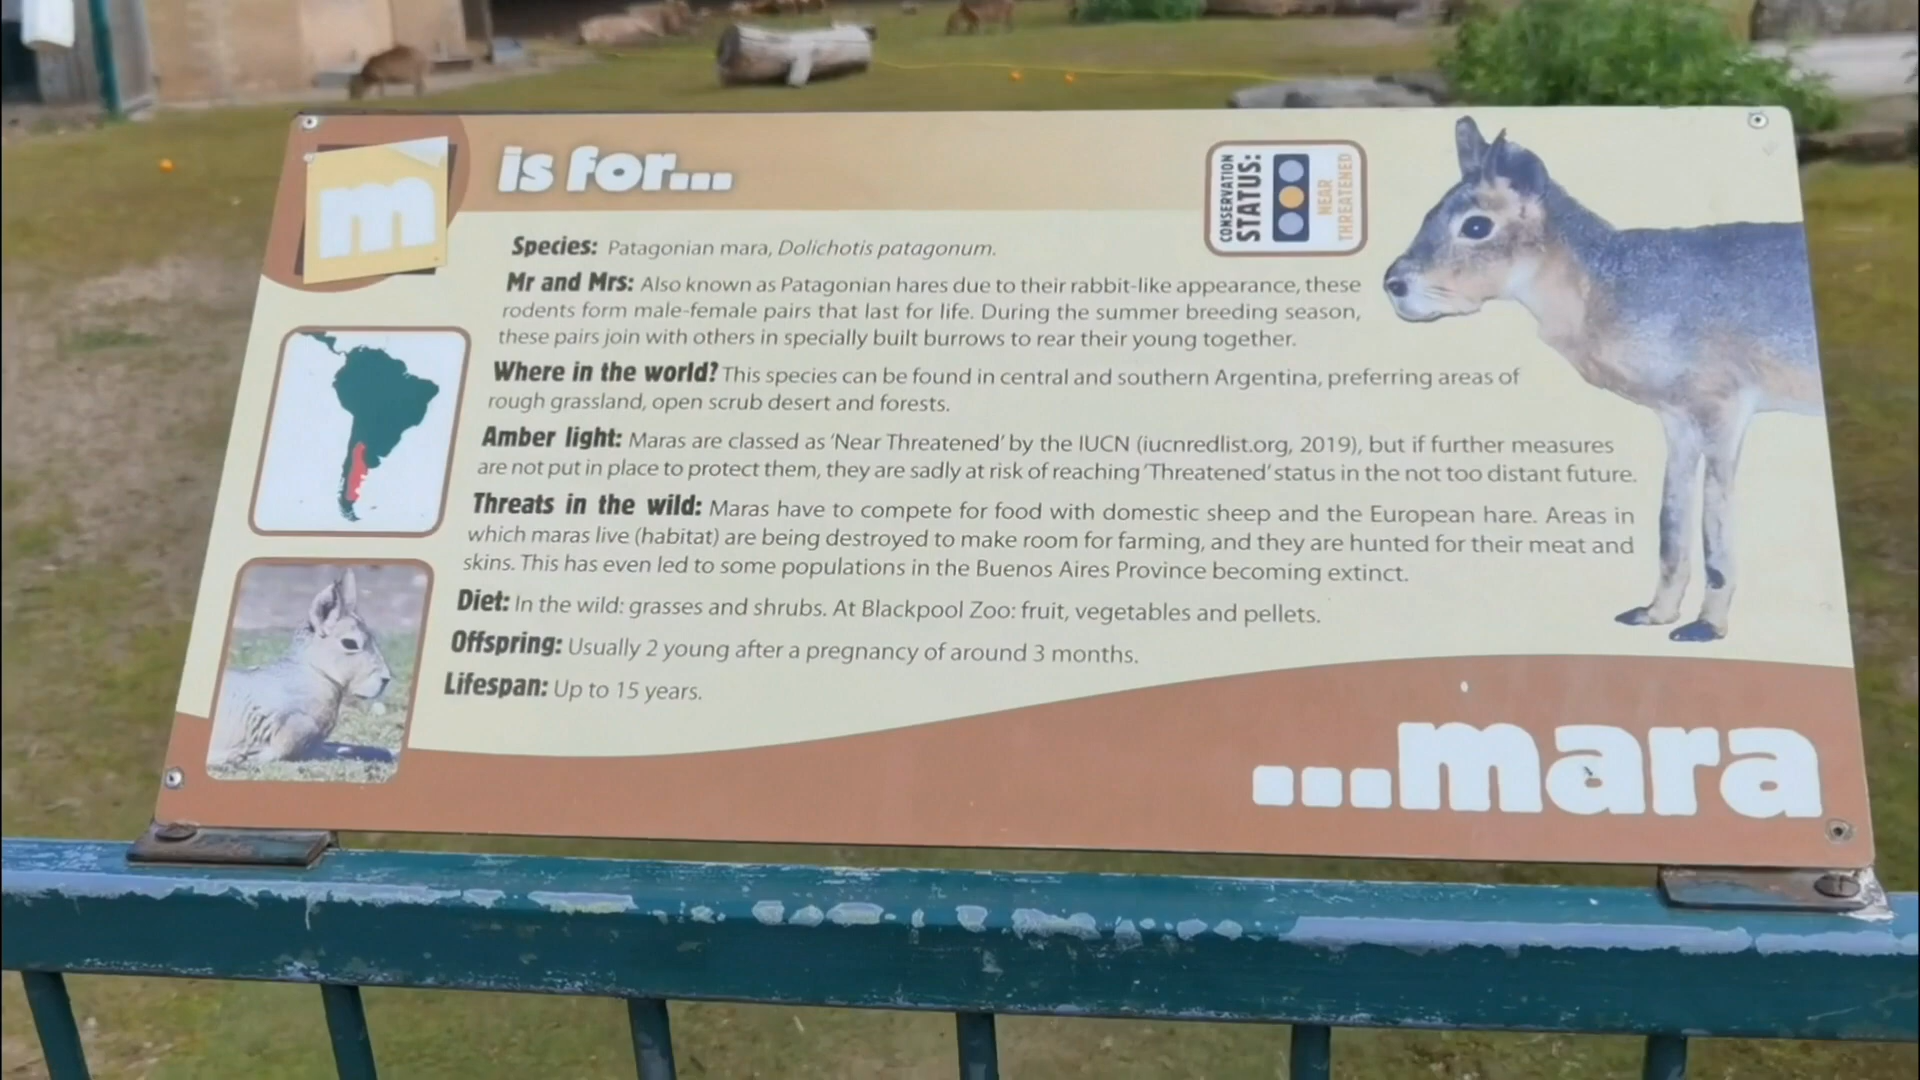 m is for...
CONSERVATION
STATUS:
NEAR
THREATENED
Species: Patagonian mara, Dolichotis patagonum.
Mr and Mrs: Also known as Patagonian hares due to their rabbit-like appearance, these
rodents form male-female pairs that last for life. During the summer breeding season,
these pairs join with others in specially built burrows to rear their young together.
Where in the world? This species can be found in central and southern Argentina, preferring areas of
rough grassland, open scrub desert and forests.
Amber light: Maras are classed as 'Near Threatened' by the IUCN (iucnredlist.org, 2019), but if further measures
are not put in place to protect them, they are sadly at risk of reaching 'Threatened' status in the not too distant future.
Threats in the wild: Maras have to compete for food with domestic sheep and the European hare. Areas in
which maras live (habitat) are being destroyed to make room for farming, and they are hunted for their meat and
skins. This has even led to some populations in the Buenos Aires Province becoming extinct.
Diet: In the wild: grasses and shrubs. At Blackpool Zoo: fruit, vegetables and pellets.
Offspring: Usually 2 young after a pregnancy of around 3 months.
Lifespan: Up to 15 years.
...mara